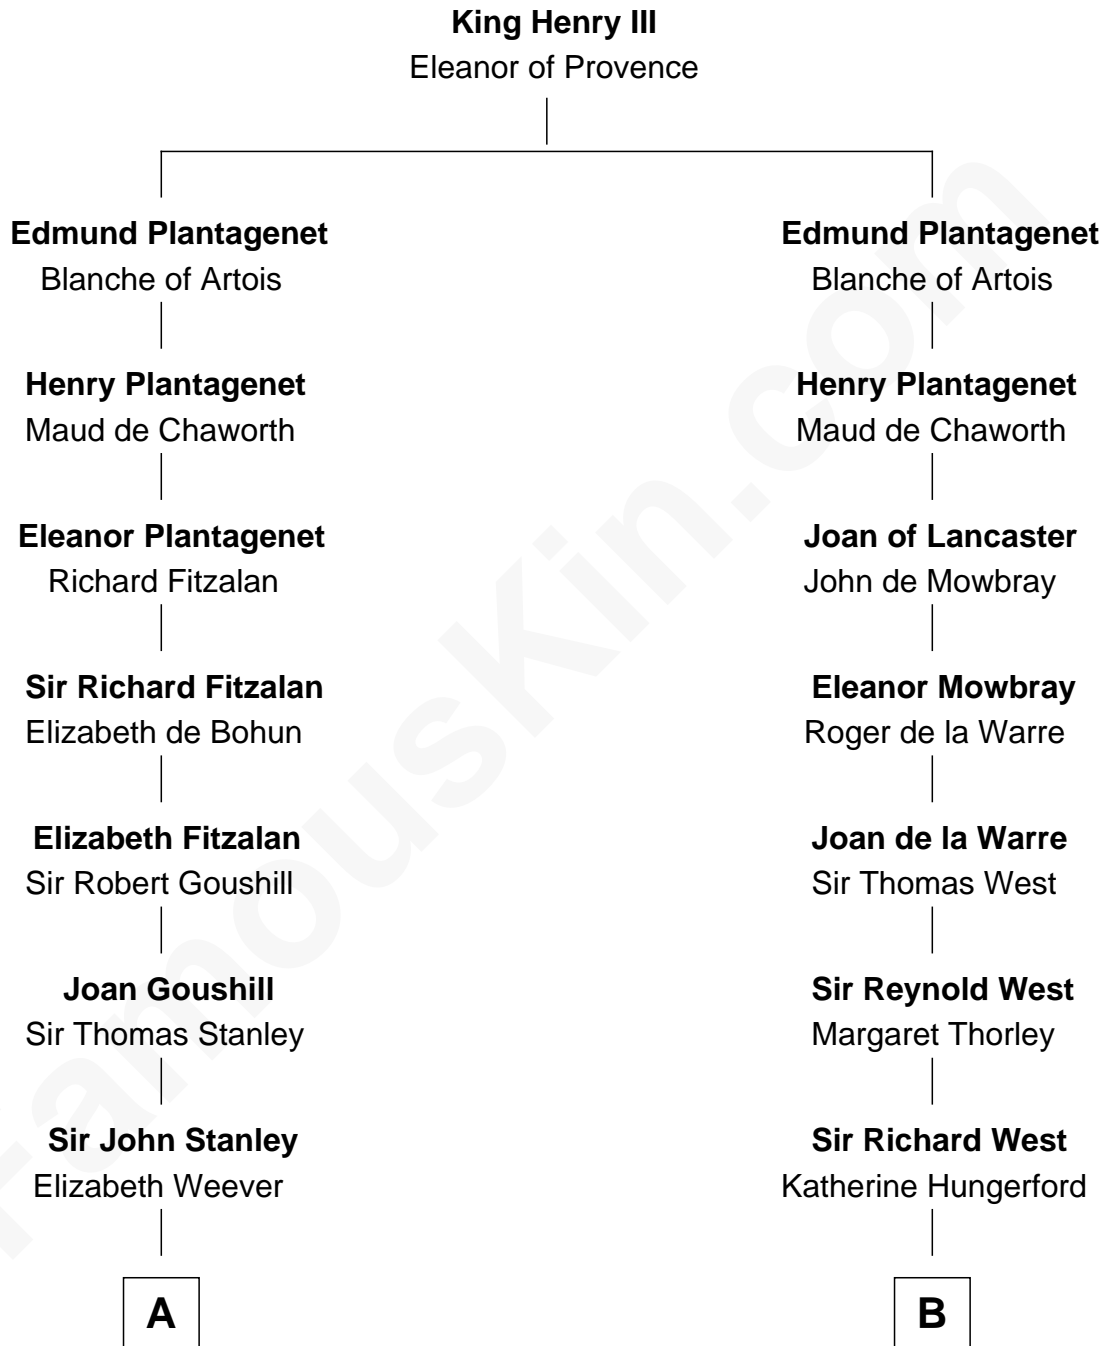 King Henry III
Eleanor of Provence
Edmund Plantagenet
Blanche of Artois
Henry Plantagenet
Maud de Chaworth
Eleanor Plantagenet
Richard Fitzalan
Sir Richard Fitzalan
Elizabeth de Bohun
Elizabeth Fitzalan
Sir Robert Goushill
Joan Goushill
Sir Thomas Stanley
Sir John Stanley
Elizabeth Weever
A
Edmund Plantagenet
Blanche of Artois
Henry Plantagenet
Maud de Chaworth
Joan of Lancaster
John de Mowbray
Eleanor Mowbray
Roger de la Warre
Joan de la Warre
Sir Thomas West
Sir Reynold West
Margaret Thorley
Sir Richard West
Katherine Hungerford
B
FamousKin.com